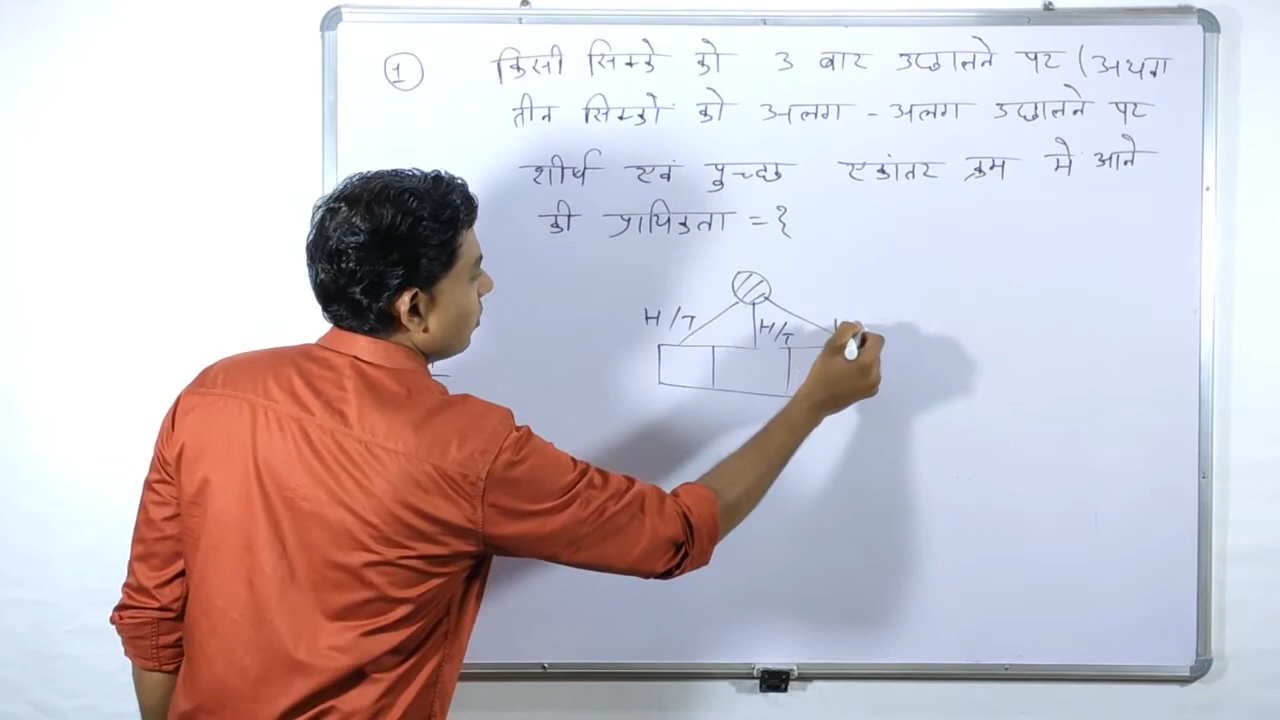 1 किसी सिक्के को 3 बार उछालने पर (अथवा
तीन सिक्कों को अलग - अलग उछालने पर
शीर्ष एवं पुच्छ एकांतर क्रम में आने
की प्रायिकता = ?
H/T H/T